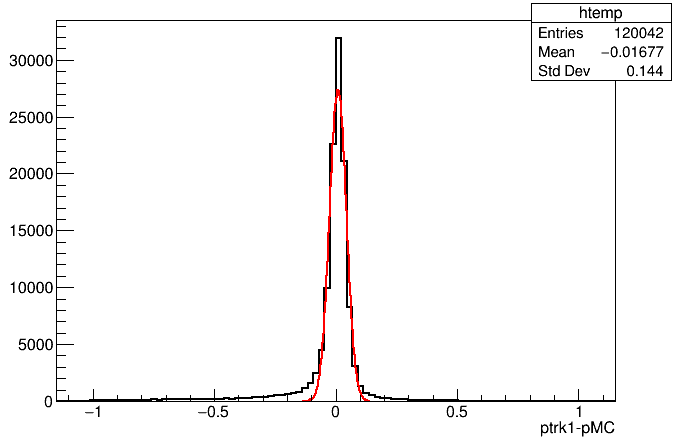 htemp
Entries 120042
Mean −0.01677
Std Dev 0.144
30000
25000
20000
15000
10000
5000
0
−1 −0.5 0 0.5 1
ptrk1-pMC